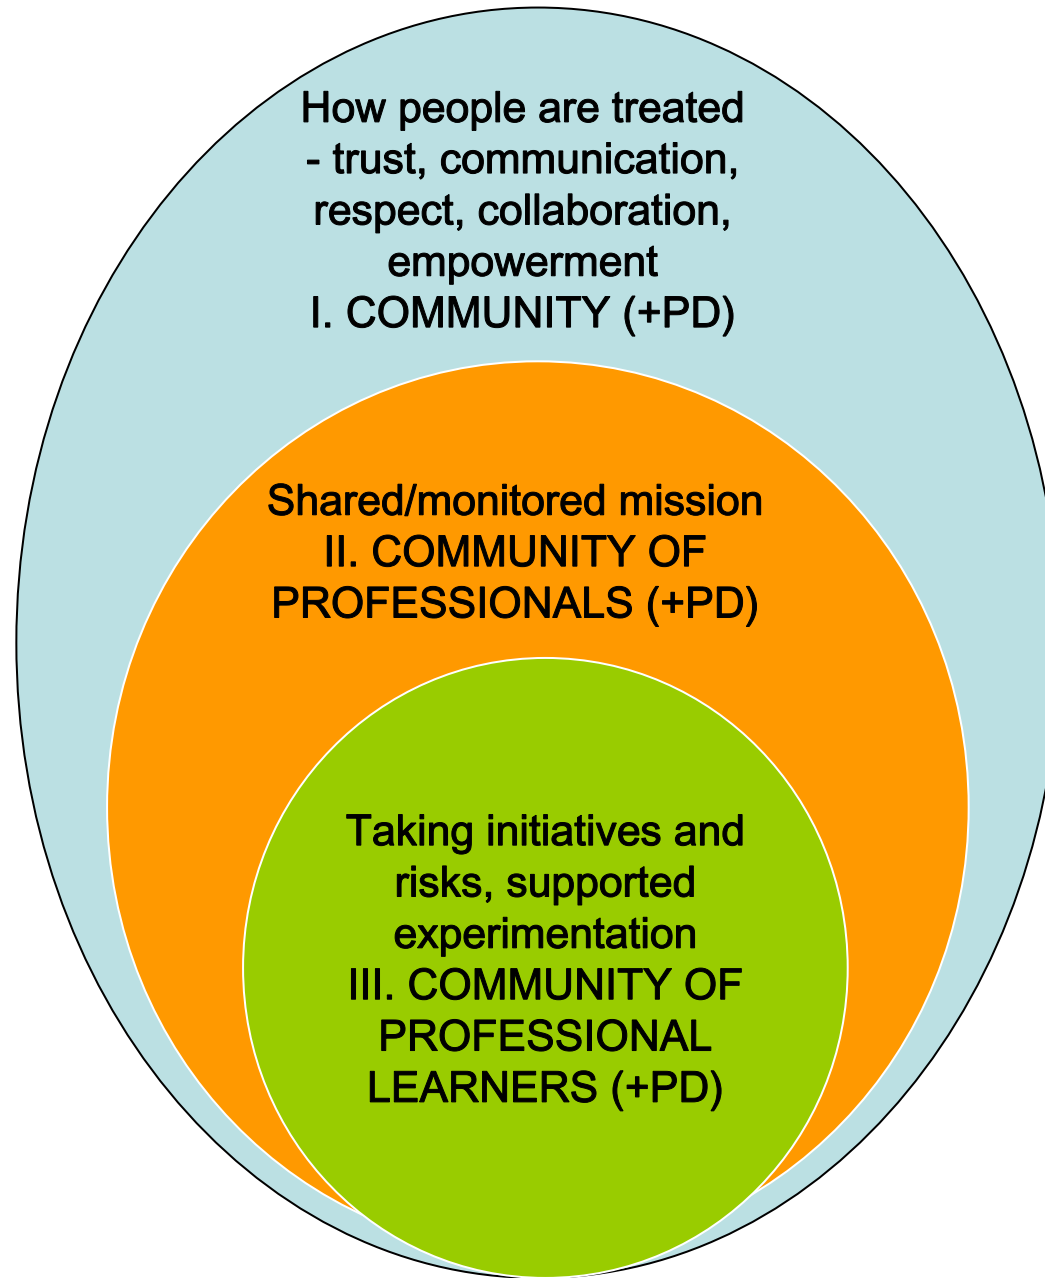 How people are treated
- trust, communication,
respect, collaboration,
empowerment
I. COMMUNITY (+PD)
Shared/monitored mission
II. COMMUNITY OF
PROFESSIONALS (+PD)
Taking initiatives and
risks, supported
experimentation
III. COMMUNITY OF
PROFESSIONAL
LEARNERS (+PD)